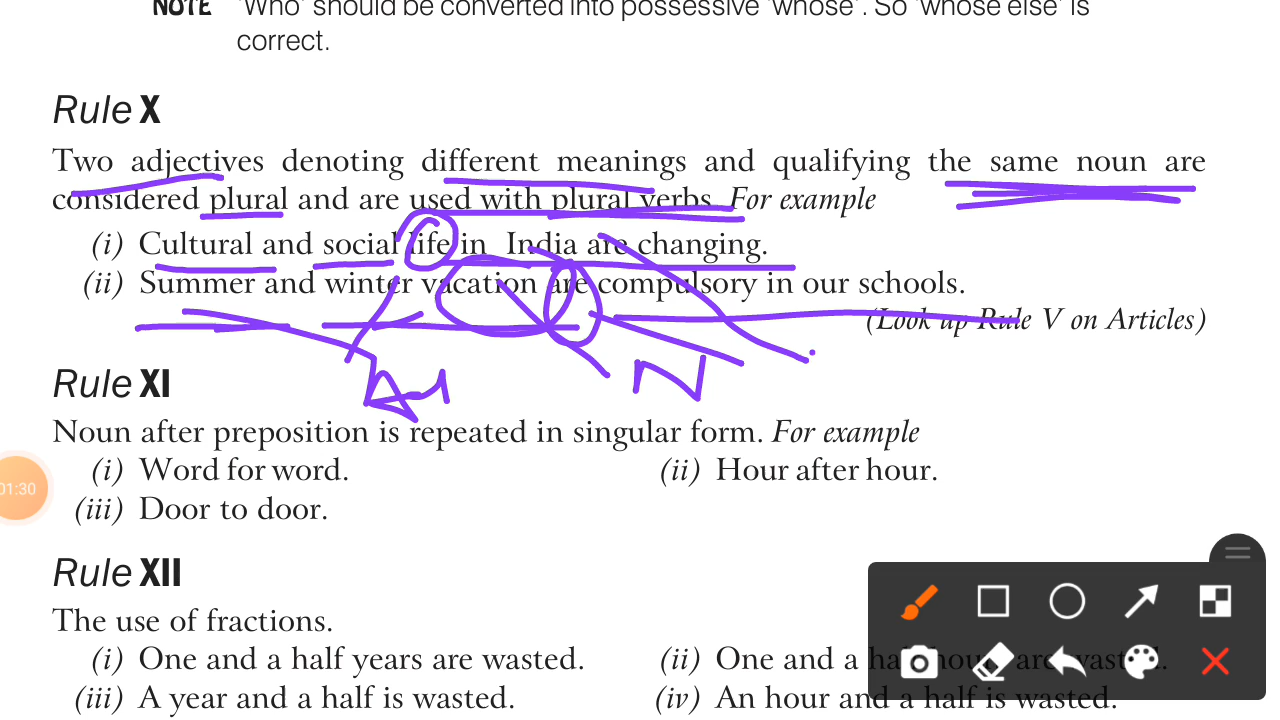 NOTE 'Who' should be converted into possessive 'whose'. So 'whose else' is
correct.
Rule X
Two adjectives denoting different meanings and qualifying the same noun are
considered plural and are used with plural verbs. For example
(i) Cultural and social life in India are changing.
(ii) Summer and winter vacation are compulsory in our schools.
(Look up Rule V on Articles)
Rule XI
Noun after preposition is repeated in singular form. For example
(i) Word for word. (ii) Hour after hour.
(iii) Door to door.
01:30
Rule XII
The use of fractions.
(i) One and a half years are wasted. (ii) One and a half hours are wasted.
(iii) A year and a half is wasted. (iv) An hour and a half is wasted.